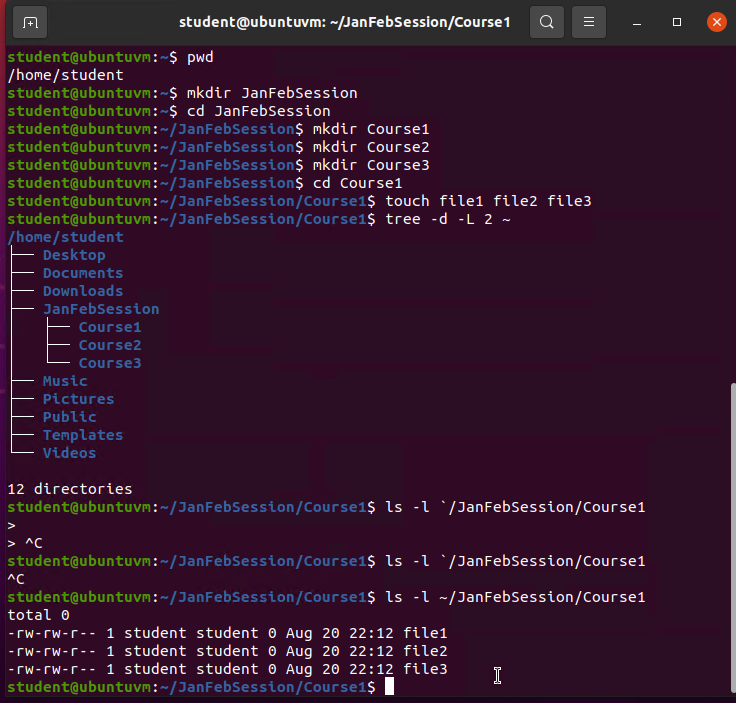 student@ubuntuvm: ~/JanFebSession/Course1
student@ubuntuvm:~$ pwd
/home/student
student@ubuntuvm:~$ mkdir JanFebSession
student@ubuntuvm:~$ cd JanFebSession
student@ubuntuvm:~/JanFebSession$ mkdir Course1
student@ubuntuvm:~/JanFebSession$ mkdir Course2
student@ubuntuvm:~/JanFebSession$ mkdir Course3
student@ubuntuvm:~/JanFebSession$ cd Course1
student@ubuntuvm:~/JanFebSession/Course1$ touch file1 file2 file3
student@ubuntuvm:~/JanFebSession/Course1$ tree -d -L 2 ~
/home/student
├── Desktop
├── Documents
├── Downloads
├── JanFebSession
│   ├── Course1
│   ├── Course2
│   └── Course3
├── Music
├── Pictures
├── Public
├── Templates
└── Videos
12 directories
student@ubuntuvm:~/JanFebSession/Course1$ ls -l `/JanFebSession/Course1
>
> ^C
student@ubuntuvm:~/JanFebSession/Course1$ ls -l `/JanFebSession/Course1
^C
student@ubuntuvm:~/JanFebSession/Course1$ ls -l ~/JanFebSession/Course1
total 0
-rw-rw-r-- 1 student student 0 Aug 20 22:12 file1
-rw-rw-r-- 1 student student 0 Aug 20 22:12 file2
-rw-rw-r-- 1 student student 0 Aug 20 22:12 file3
student@ubuntuvm:~/JanFebSession/Course1$